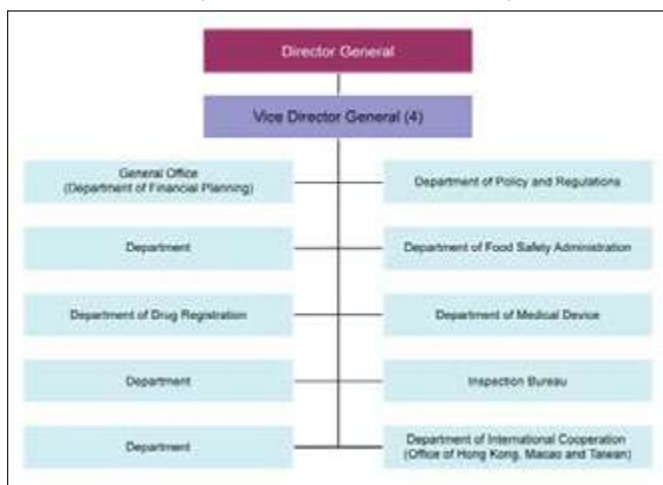 Director General
Vice Director General (4)
General Office
(Department of Financial Planning)
Department of Policy and Regulations
Department
Department of Food Safety Administration
Department of Drug Registration
Department of Medical Device
Department
Inspection Bureau
Department
Department of International Cooperation
(Office of Hong Kong, Macao and Taiwan)